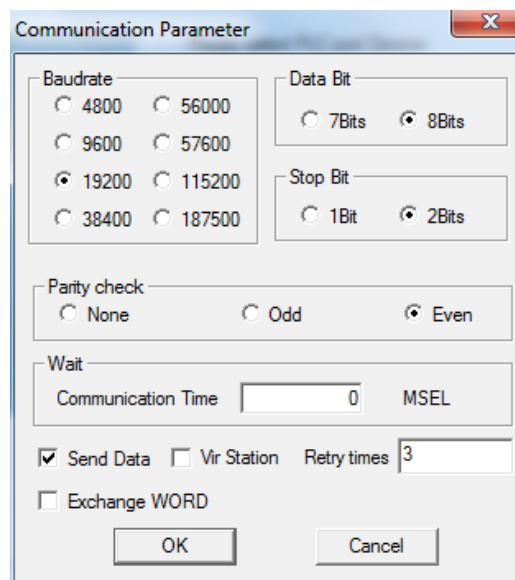 Communication Parameter
Baudrate
4800 56000
9600 57600
19200 115200
38400 187500
Data Bit
7Bits 8Bits
Stop Bit
1Bit 2Bits
Parity check
None Odd Even
Wait
Communication Time 0 MSEL
Send Data Vir Station Retry times 3
Exchange WORD
OK Cancel